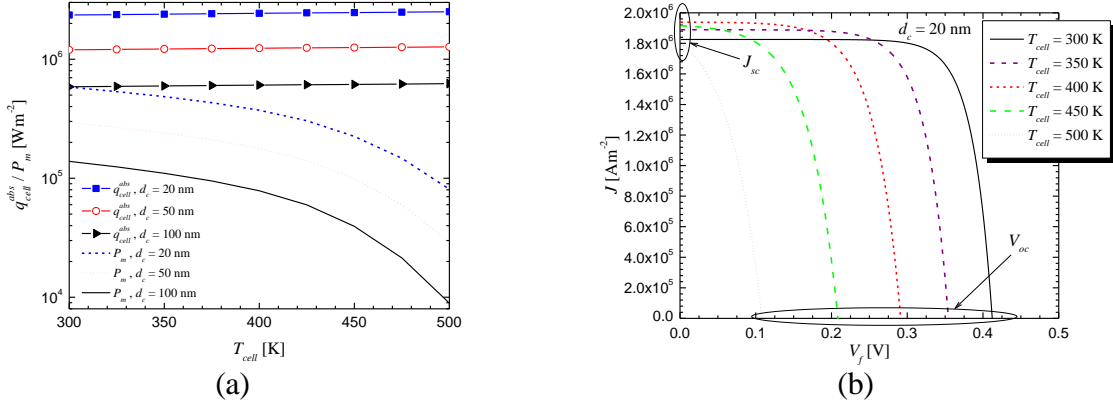 10^6
10^5
10^4
q_cell^abs / P_m [Wm^-2]
q_cell^abs, d_c = 20 nm
q_cell^abs, d_c = 50 nm
q_cell^abs, d_c = 100 nm
P_m, d_c = 20 nm
P_m, d_c = 50 nm
P_m, d_c = 100 nm
300 350 400 450 500
T_cell [K]
(a)
2.0x10^6
1.8x10^6
1.6x10^6
1.4x10^6
1.2x10^6
1.0x10^6
8.0x10^5
6.0x10^5
4.0x10^5
2.0x10^5
0.0
J [Am^-2]
d_c = 20 nm
J_sc
V_oc
T_cell = 300 K
T_cell = 350 K
T_cell = 400 K
T_cell = 450 K
T_cell = 500 K
0.0 0.1 0.2 0.3 0.4 0.5
V_f [V]
(b)